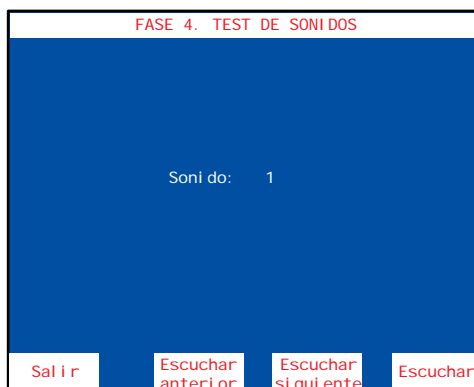 FASE 4. TEST DE SONIDOS
Sonido: 1
Salir
Escuchar
anterior
Escuchar
siguiente
Escuchar